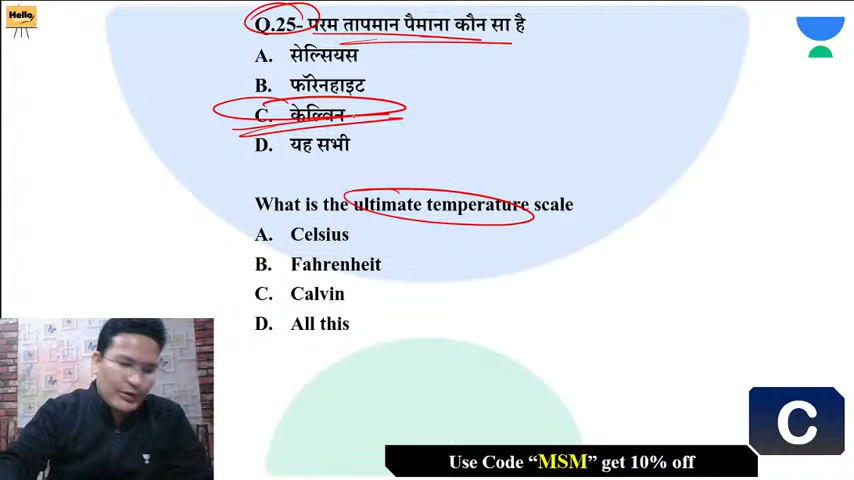 Hello
Q.25- परम तापमान पैमाना कौन सा है
A. सेल्सियस
B. फॉरेनहाइट
C. केल्विन
D. यह सभी
What is the ultimate temperature scale
A. Celsius
B. Fahrenheit
C. Calvin
D. All this
C
Use Code “MSM” get 10% off